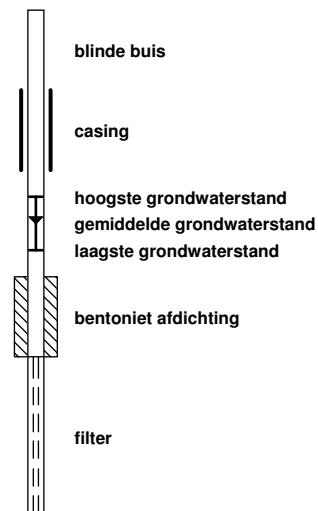 blinde buis
casing
hoogste grondwaterstand
gemiddelde grondwaterstand
laagste grondwaterstand
bentoniet afdichting
filter